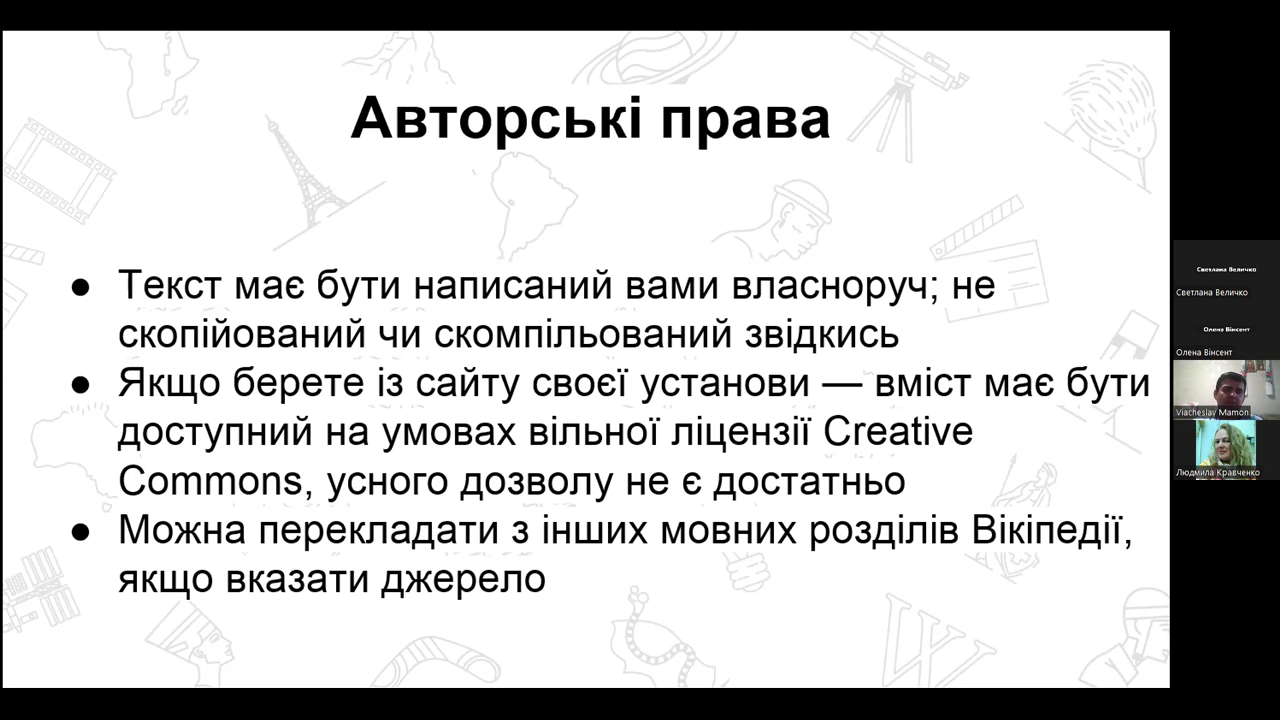 Авторські права
● Текст має бути написаний вами власноруч; не
скопійований чи скомпільований звідкись
● Якщо берете із сайту своєї установи — вміст має бути
доступний на умовах вільної ліцензії Creative
Commons, усного дозволу не є достатньо
● Можна перекладати з інших мовних розділів Вікіпедії,
якщо вказати джерело
Светлана Величко
Светлана Величко
Олена Вінсент
Олена Вінсент
Viacheslav Mamon
Людмила Кравченко